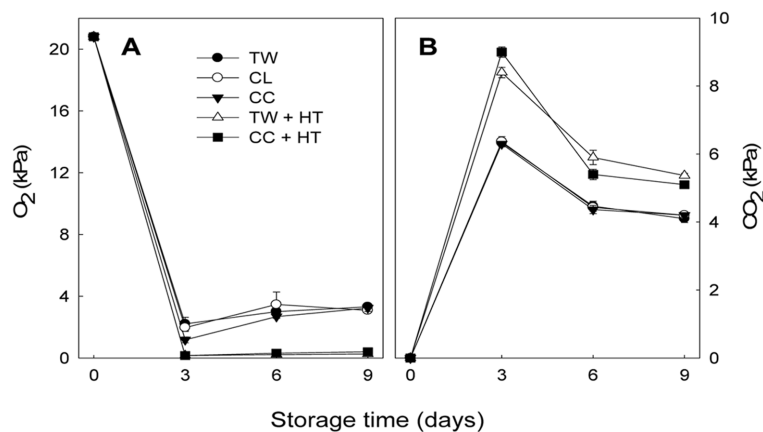 A
B
TW
CL
CC
TW + HT
CC + HT
O2 (kPa)
20
16
12
8
4
0
0
3
6
9
0
3
6
9
10
8
6
4
2
0
CO2 (kPa)
Storage time (days)